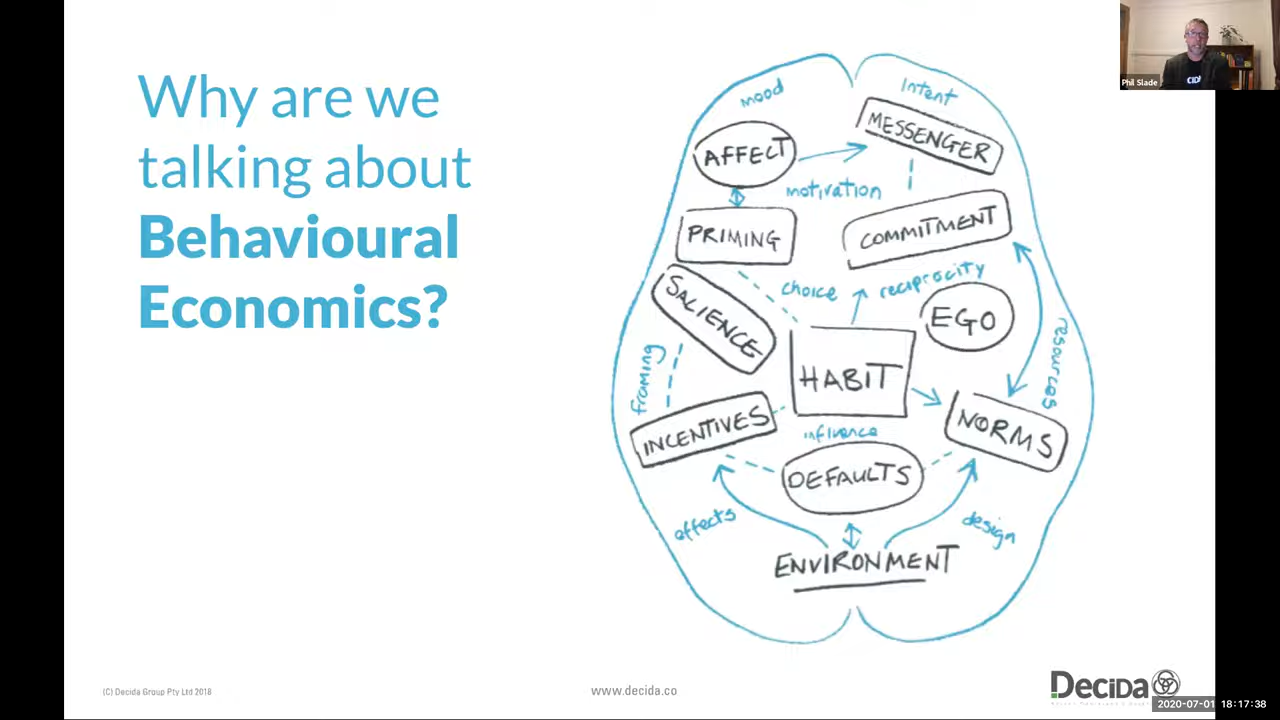 Why are we
talking about
Behavioural
Economics?
mood
Intent
AFFECT
MESSENGER
motivation
PRIMING
COMMITMENT
SALIENCE
choice
reciprocity
EGO
framing
HABIT
resources
INCENTIVES
influence
NORMS
DEFAULTS
effects
design
ENVIRONMENT
Phil Slade
CID
(C) Decida Group Pty Ltd 2018
www.decida.co
DECIDA
2020-07-01 18:17:38